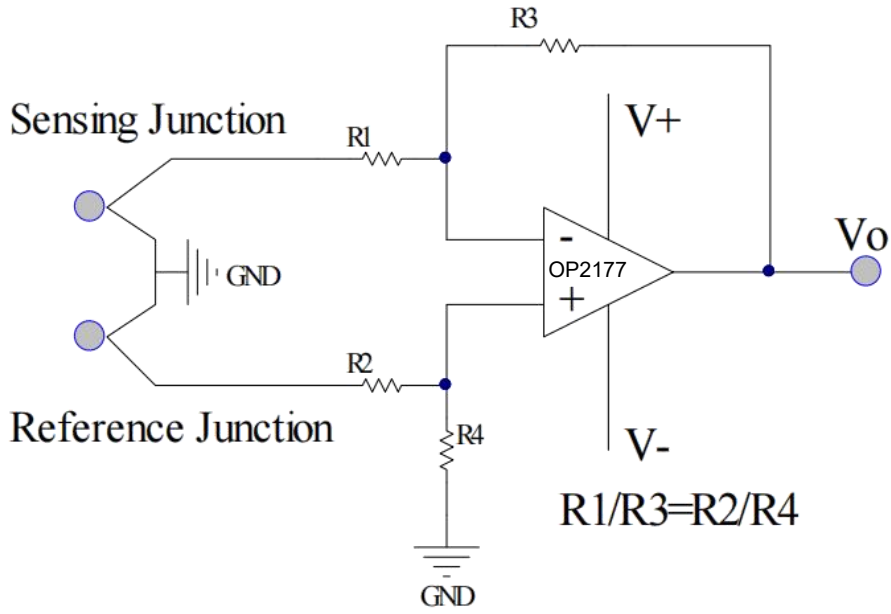 R3
Sensing Junction
R1
V+
-
OP2177
+
Vo
GND
R2
Reference Junction
R4
V-
R1/R3=R2/R4
GND